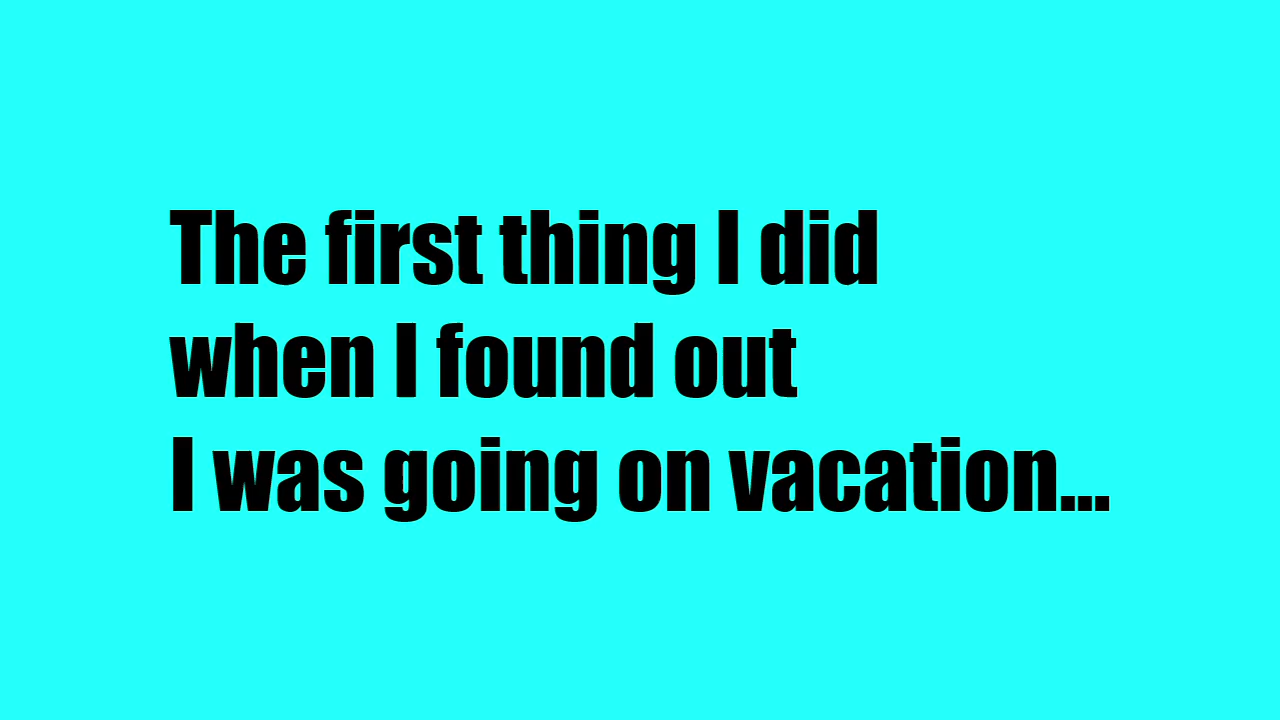 The first thing I did
when I found out
I was going on vacation...